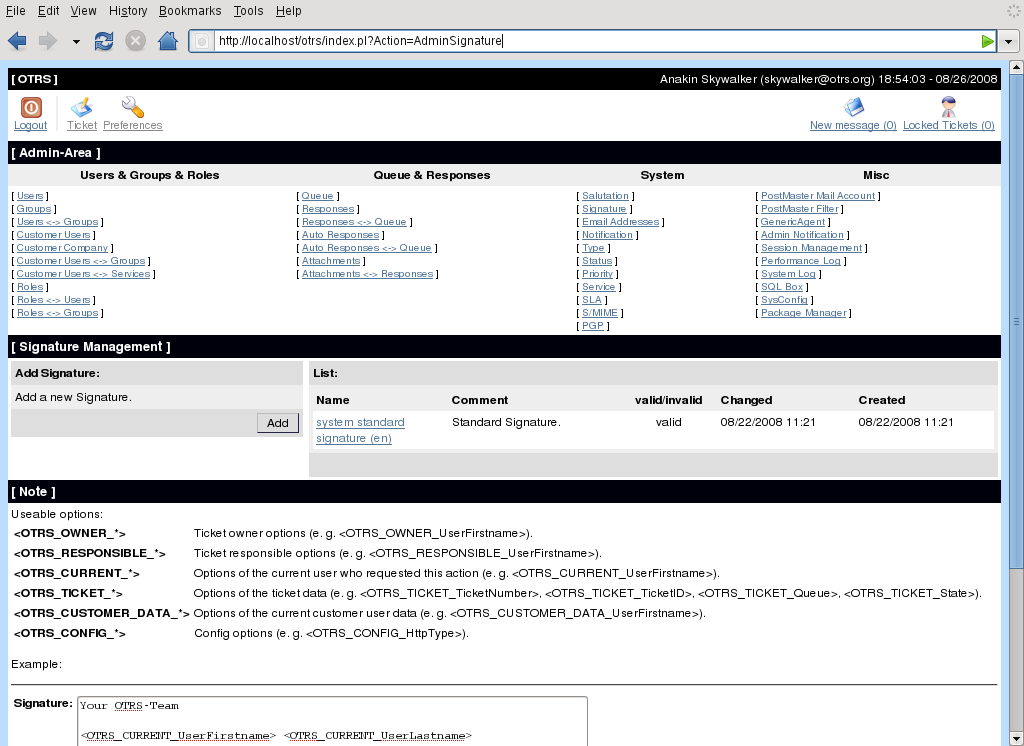 File Edit View History Bookmarks Tools Help
http://localhost/otrs/index.pl?Action=AdminSignature
[ OTRS ] Anakin Skywalker (skywalker@otrs.org) 18:54:03 - 08/26/2008
Logout Ticket Preferences New message (0) Locked Tickets (0)
[ Admin-Area ]
Users & Groups & Roles Queue & Responses System Misc
[ Users ] [ Queue ] [ Salutation ] [ PostMaster Mail Account ]
[ Groups ] [ Responses ] [ Signature ] [ PostMaster Filter ]
[ Users <-> Groups ] [ Responses <-> Queue ] [ Email Addresses ] [ GenericAgent ]
[ Customer Users ] [ Auto Responses ] [ Notification ] [ Admin Notification ]
[ Customer Company ] [ Auto Responses <-> Queue ] [ Type ] [ Session Management ]
[ Customer Users <-> Groups ] [ Attachments ] [ Status ] [ Performance Log ]
[ Customer Users <-> Services ] [ Attachments <-> Responses ] [ Priority ] [ System Log ]
[ Roles ] [ Service ] [ SQL Box ]
[ Roles <-> Users ] [ SLA ] [ SysConfig ]
[ Roles <-> Groups ] [ S/MIME ] [ Package Manager ]
[ PGP ]
[ Signature Management ]
Add Signature: List:
Add a new Signature.
Add
Name Comment valid/invalid Changed Created
system standard Standard Signature. valid 08/22/2008 11:21 08/22/2008 11:21
signature (en)
[ Note ]
Useable options:
<OTRS_OWNER_*> Ticket owner options (e. g. <OTRS_OWNER_UserFirstname>).
<OTRS_RESPONSIBLE_*> Ticket responsible options (e. g. <OTRS_RESPONSIBLE_UserFirstname>).
<OTRS_CURRENT_*> Options of the current user who requested this action (e. g. <OTRS_CURRENT_UserFirstname>).
<OTRS_TICKET_*> Options of the ticket data (e. g. <OTRS_TICKET_TicketNumber>, <OTRS_TICKET_TicketID>, <OTRS_TICKET_Queue>, <OTRS_TICKET_State>).
<OTRS_CUSTOMER_DATA_*> Options of the current customer user data (e. g. <OTRS_CUSTOMER_DATA_UserFirstname>).
<OTRS_CONFIG_*> Config options (e. g. <OTRS_CONFIG_HttpType>).
Example:
Signature: Your OTRS-Team
<OTRS_CURRENT_UserFirstname> <OTRS_CURRENT_UserLastname>